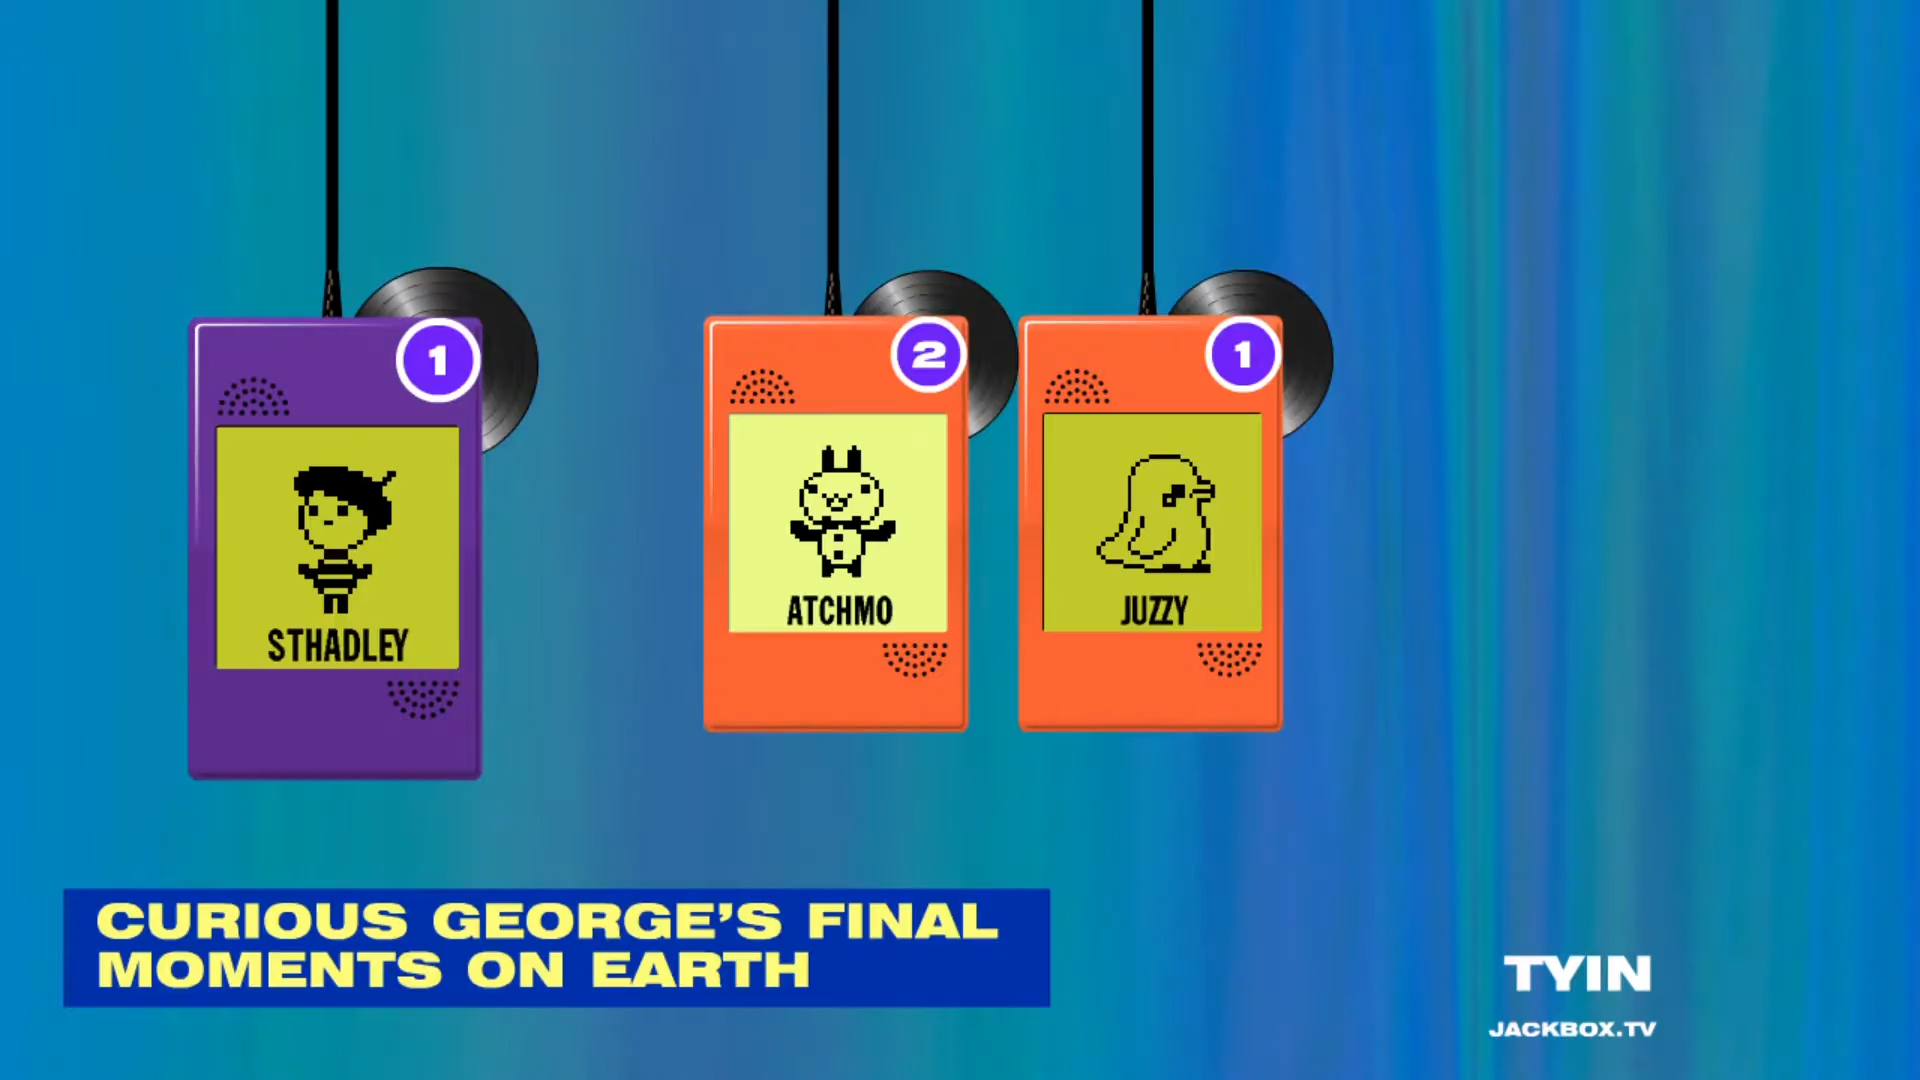 1
2
1
STHADLEY
ATCHMO
JUZZY
CURIOUS GEORGE'S FINAL
MOMENTS ON EARTH
TYIN
JACKBOX.TV